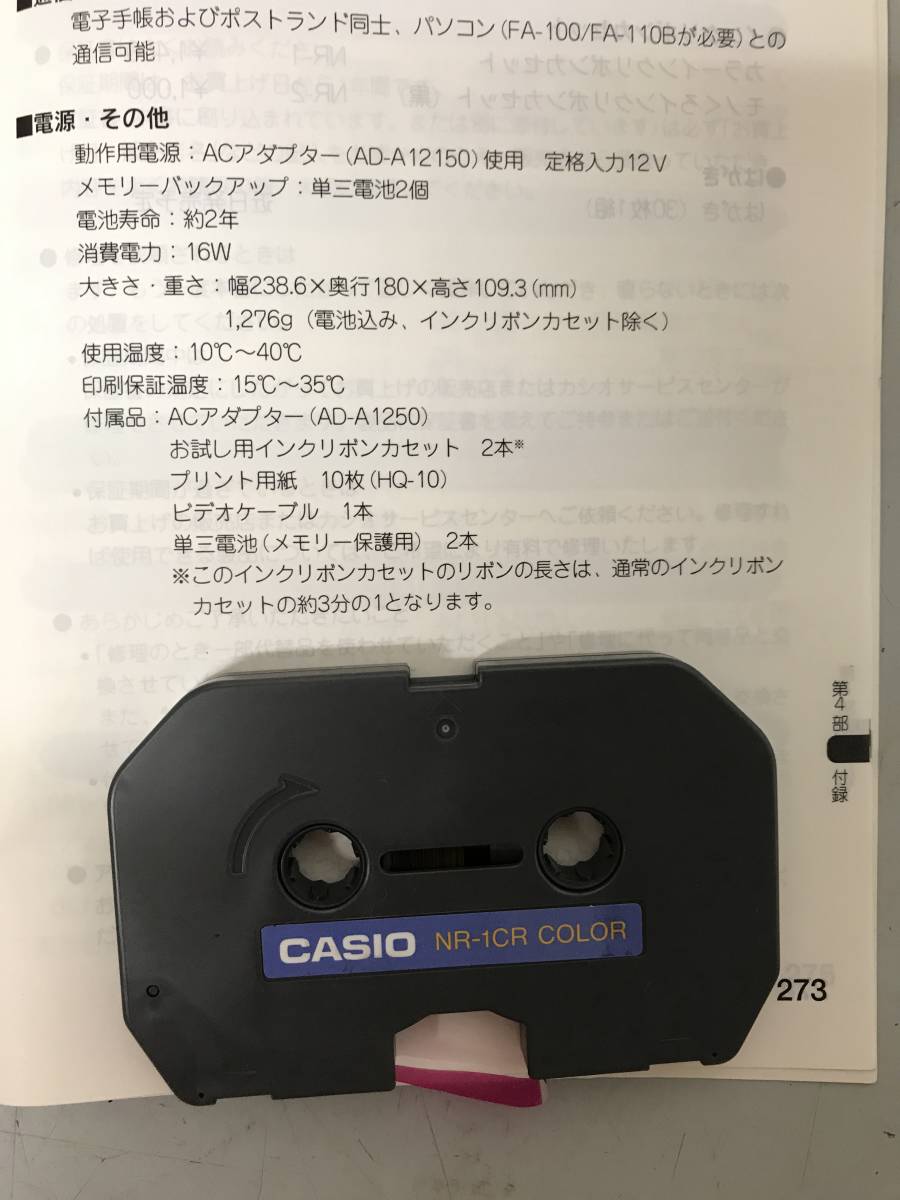 電子手帳およびポストランド同士、パソコン(FA-100/FA-110Bが必要)との
通信可能
■電源・その他
動作用電源：ACアダプター(AD-A12150)使用　定格入力12V
メモリーバックアップ：単三電池2個
電池寿命：約2年
消費電力：16W
大きさ・重さ：幅238.6×奥行180×高さ109.3(mm)
1,276g（電池込み、インクリボンカセット除く）
使用温度：10℃〜40℃
印刷保証温度：15℃〜35℃
付属品：ACアダプター(AD-A1250)
お試し用インクリボンカセット　2本※
プリント用紙　10枚(HQ-10)
ビデオケーブル　1本
単三電池(メモリー保護用)　2本
※このインクリボンカセットのリボンの長さは、通常のインクリボン
カセットの約3分の1となります。
第4部　付録
CASIO NR-1CR COLOR
273